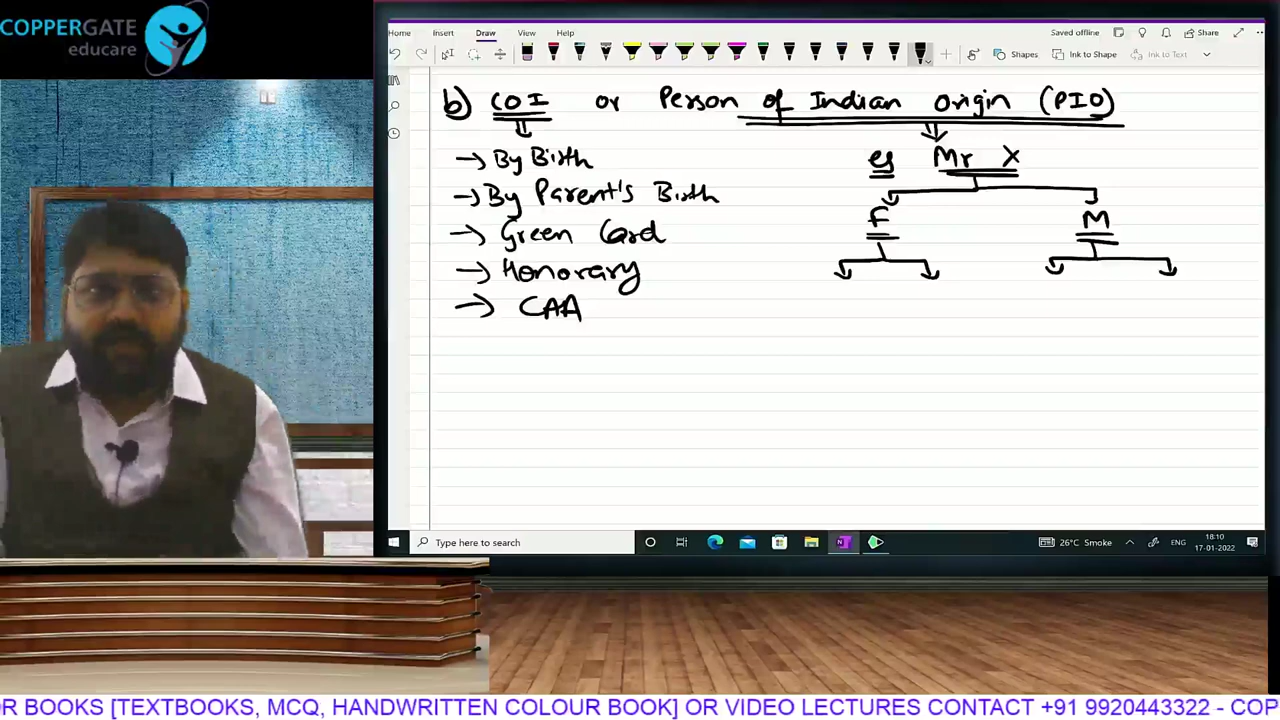 COPPERGATE
educare
Home Insert Draw View Help
Saved offline
Share
Shapes
Ink to Shape
Ink to Text
b) COI or Person of Indian origin (PIO)
→ By Birth
eg Mr X
→ By Parent's Birth
F M
→ Green Card
→ Honorary
→ CAA
Type here to search
26°C Smoke
ENG
18:10
17-01-2022
OR BOOKS [TEXTBOOKS, MCQ, HANDWRITTEN COLOUR BOOK] OR VIDEO LECTURES CONTACT +91 9920443322 - COP